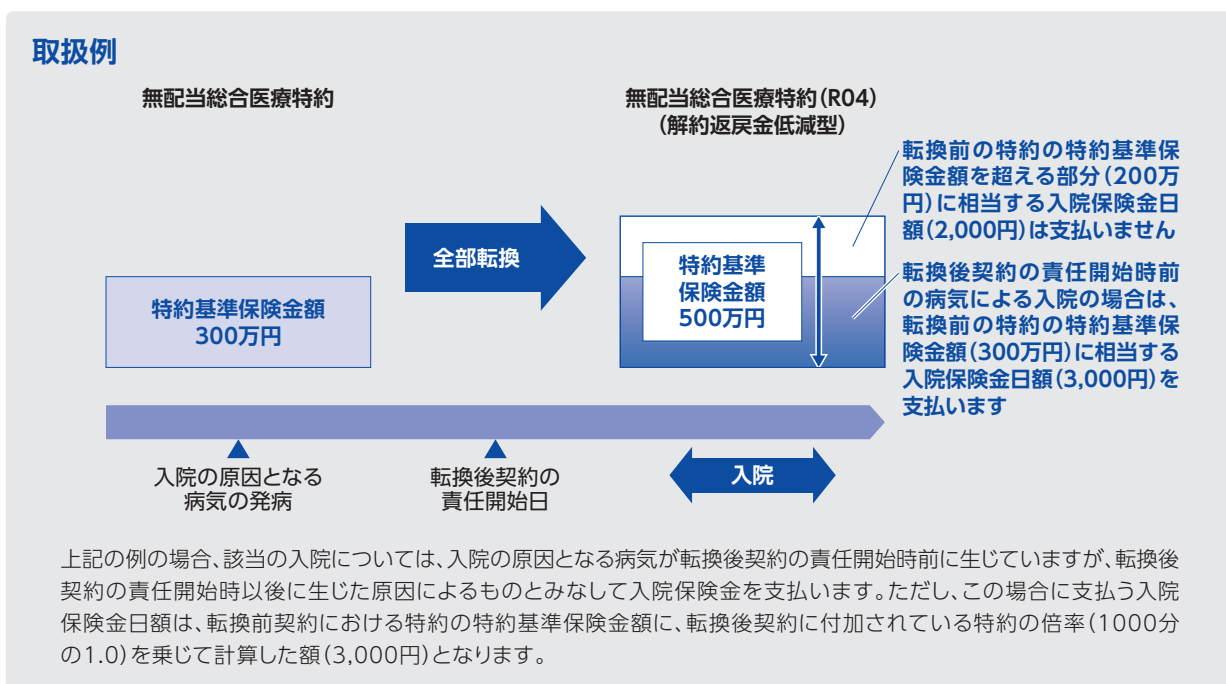 取扱例
無配当総合医療特約
無配当総合医療特約(R04)
(解約返戻金低減型)
転換前の特約の特約基準保
険金額を超える部分(200万
円)に相当する入院保険金日
額(2,000円)は支払いません
全部転換
特約基準保険金額
300万円
特約基準
保険金額
500万円
転換後契約の責任開始時前
の病気による入院の場合は、
転換前の特約の特約基準保
険金額(300万円)に相当する
入院保険金日額(3,000円)を
支払います
入院の原因となる
病気の発病
転換後契約の
責任開始日
入院
上記の例の場合、該当の入院については、入院の原因となる病気が転換後契約の責任開始時前に生じていますが、転換後
契約の責任開始時以後に生じた原因によるものとみなして入院保険金を支払います。ただし、この場合に支払う入院
保険金日額は、転換前契約における特約の特約基準保険金額に、転換後契約に付加されている特約の倍率(1000分
の1.0)を乗じて計算した額(3,000円)となります。